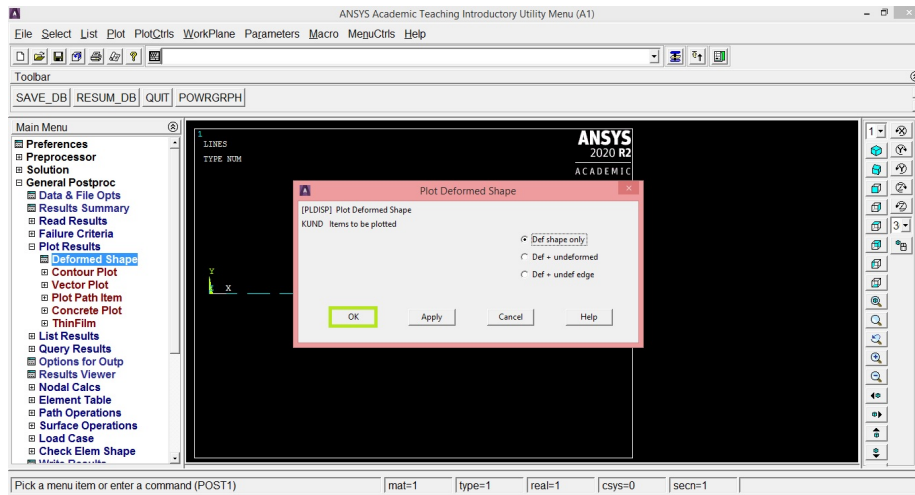 ANSYS Academic Teaching Introductory Utility Menu (A1)
File Select List Plot PlotCtrls WorkPlane Parameters Macro MenuCtrls Help
Toolbar
SAVE_DB RESUM_DB QUIT POWRGRPH
Main Menu
Preferences
Preprocessor
Solution
General Postproc
Data & File Opts
Results Summary
Read Results
Failure Criteria
Plot Results
Deformed Shape
Contour Plot
Vector Plot
Plot Path Item
Concrete Plot
ThinFilm
List Results
Query Results
Options for Outp
Results Viewer
Nodal Calcs
Element Table
Path Operations
Surface Operations
Load Case
Check Elem Shape
Write Results
1
LINES
TYPE NUM
ANSYS
2020 R2
ACADEMIC
Y
X
Plot Deformed Shape
[PLDISP] Plot Deformed Shape
KUND Items to be plotted
Def shape only
Def + undeformed
Def + undef edge
OK Apply Cancel Help
1
3
Pick a menu item or enter a command (POST1) mat=1 type=1 real=1 csys=0 secn=1